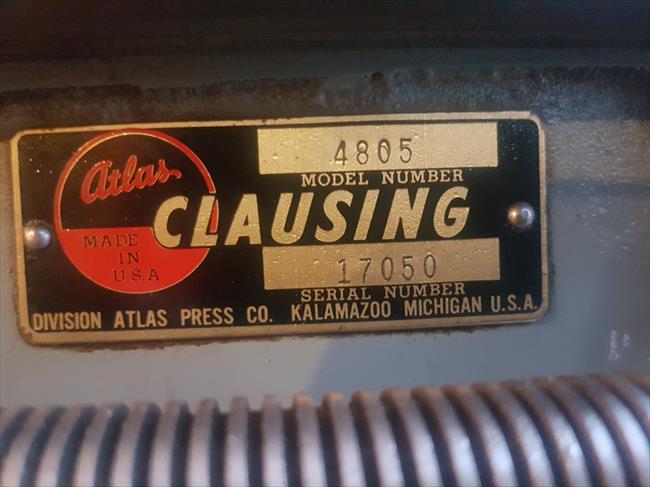 4805
MODEL NUMBER
Atlas
CLAUSING
MADE
IN
U.S.A.
17050
SERIAL NUMBER
DIVISION ATLAS PRESS CO. KALAMAZOO MICHIGAN U.S.A.